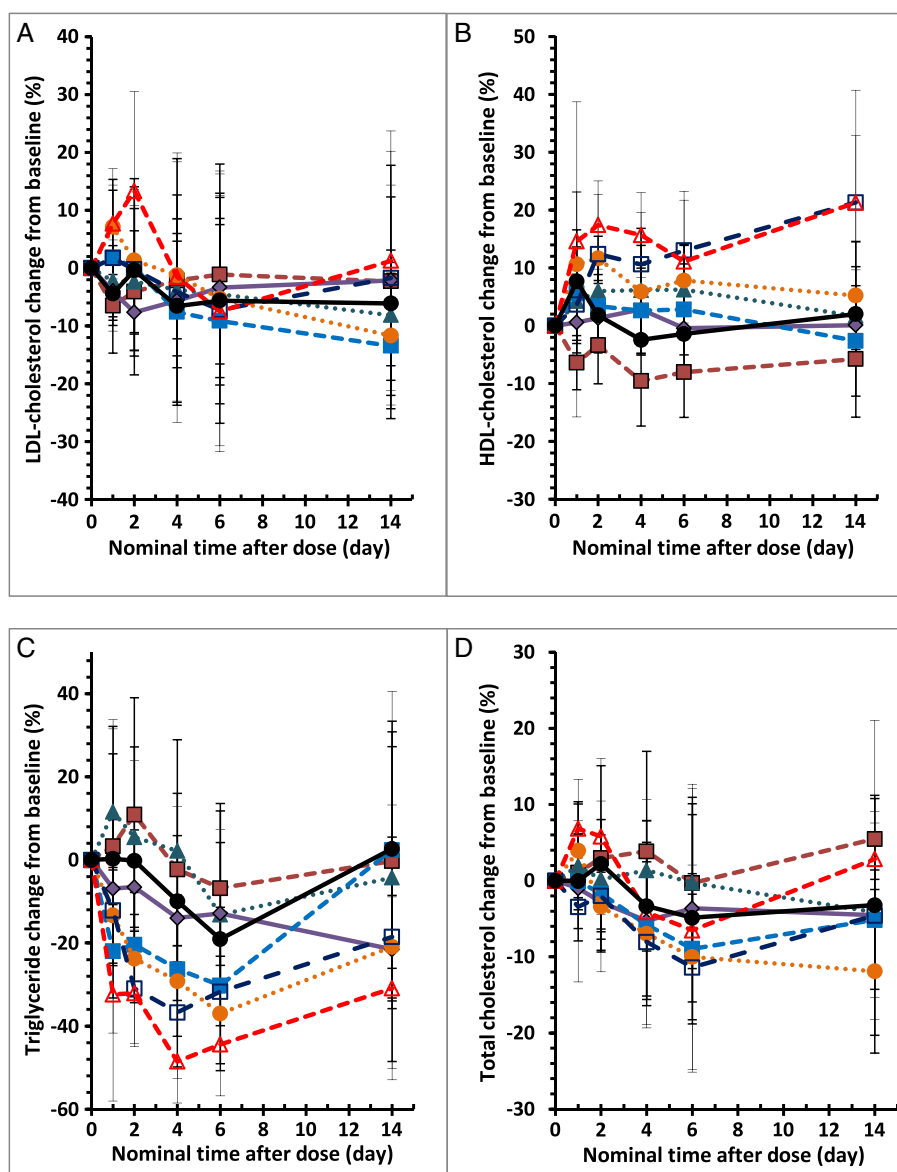 A
LDL-cholesterol change from baseline (%)
40
30
20
10
0
-10
-20
-30
-40
0 2 4 6 8 10 12 14
Nominal time after dose (day)
B
HDL-cholesterol change from baseline (%)
50
40
30
20
10
0
-10
-20
-30
0 2 4 6 8 10 12 14
Nominal time after dose (day)
C
Triglyceride change from baseline (%)
40
20
0
-20
-40
-60
0 2 4 6 8 10 12 14
Nominal time after dose (day)
D
Total cholesterol change from baseline (%)
30
20
10
0
-10
-20
-30
0 2 4 6 8 10 12 14
Nominal time after dose (day)